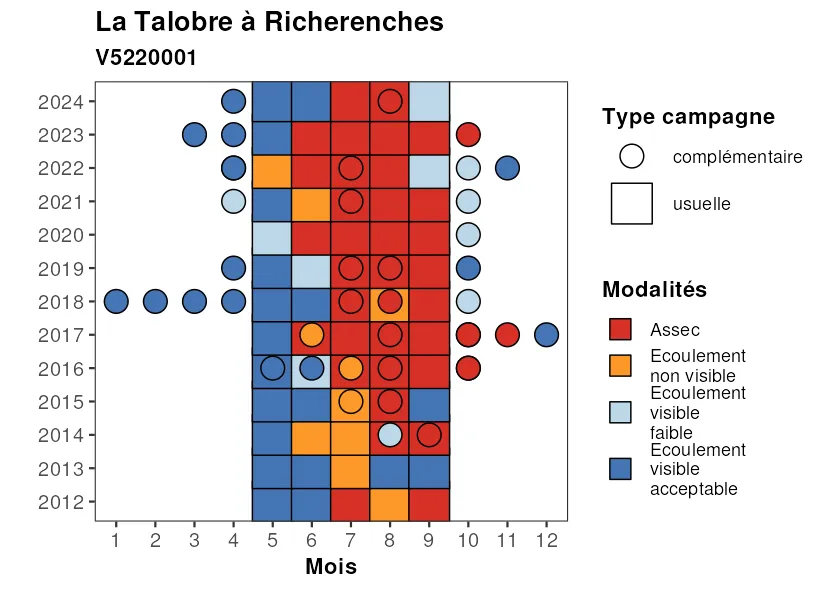 La Talobre à Richerenches
V5220001
2024
2023
2022
2021
2020
2019
2018
2017
2016
2015
2014
2013
2012
1 2 3 4 5 6 7 8 9 10 11 12
Mois
Type campagne
complémentaire
usuelle
Modalités
Assec
Ecoulement
non visible
Ecoulement
visible
faible
Ecoulement
visible
acceptable